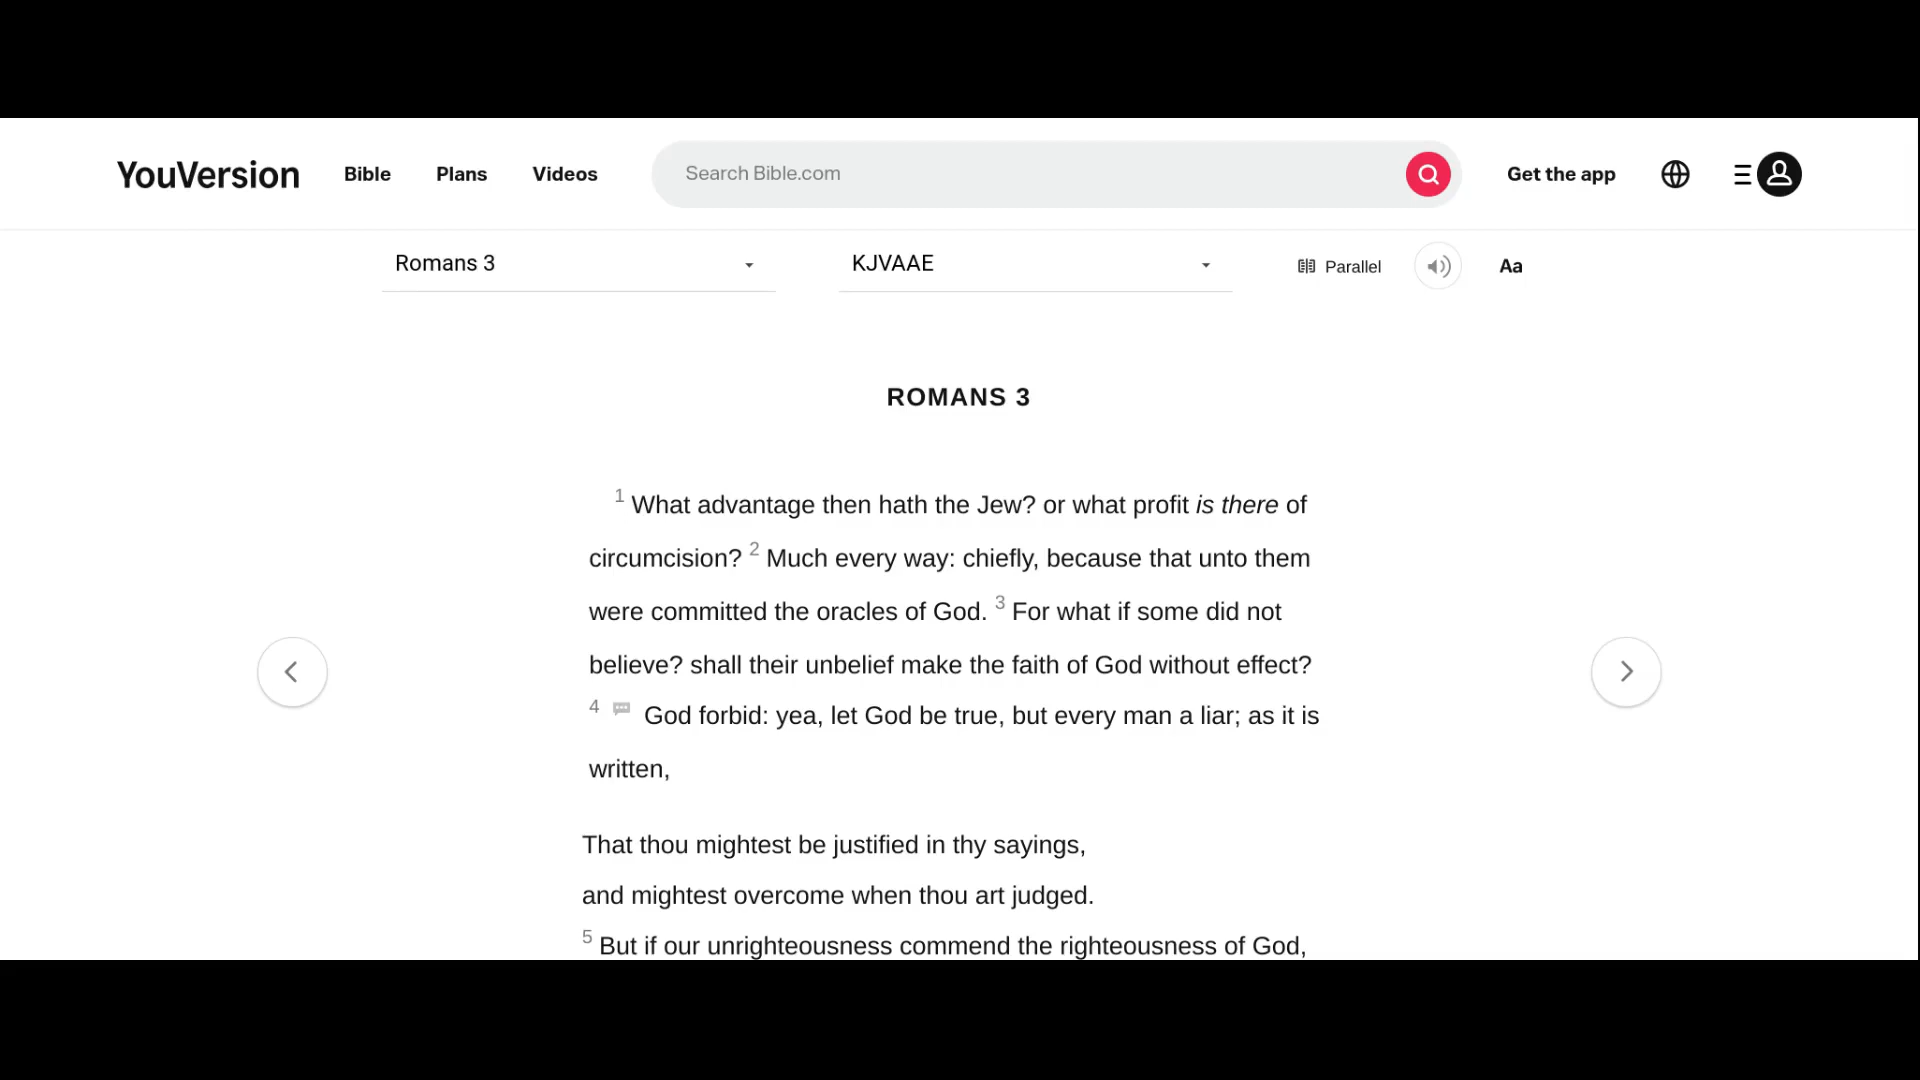 YouVersion Bible Plans Videos Search Bible.com Get the app
Romans 3 KJVAAE Parallel Aa
ROMANS 3
1 What advantage then hath the Jew? or what profit is there of
circumcision? 2 Much every way: chiefly, because that unto them
were committed the oracles of God. 3 For what if some did not
believe? shall their unbelief make the faith of God without effect?
4 God forbid: yea, let God be true, but every man a liar; as it is
written,
That thou mightest be justified in thy sayings,
and mightest overcome when thou art judged.
5 But if our unrighteousness commend the righteousness of God,